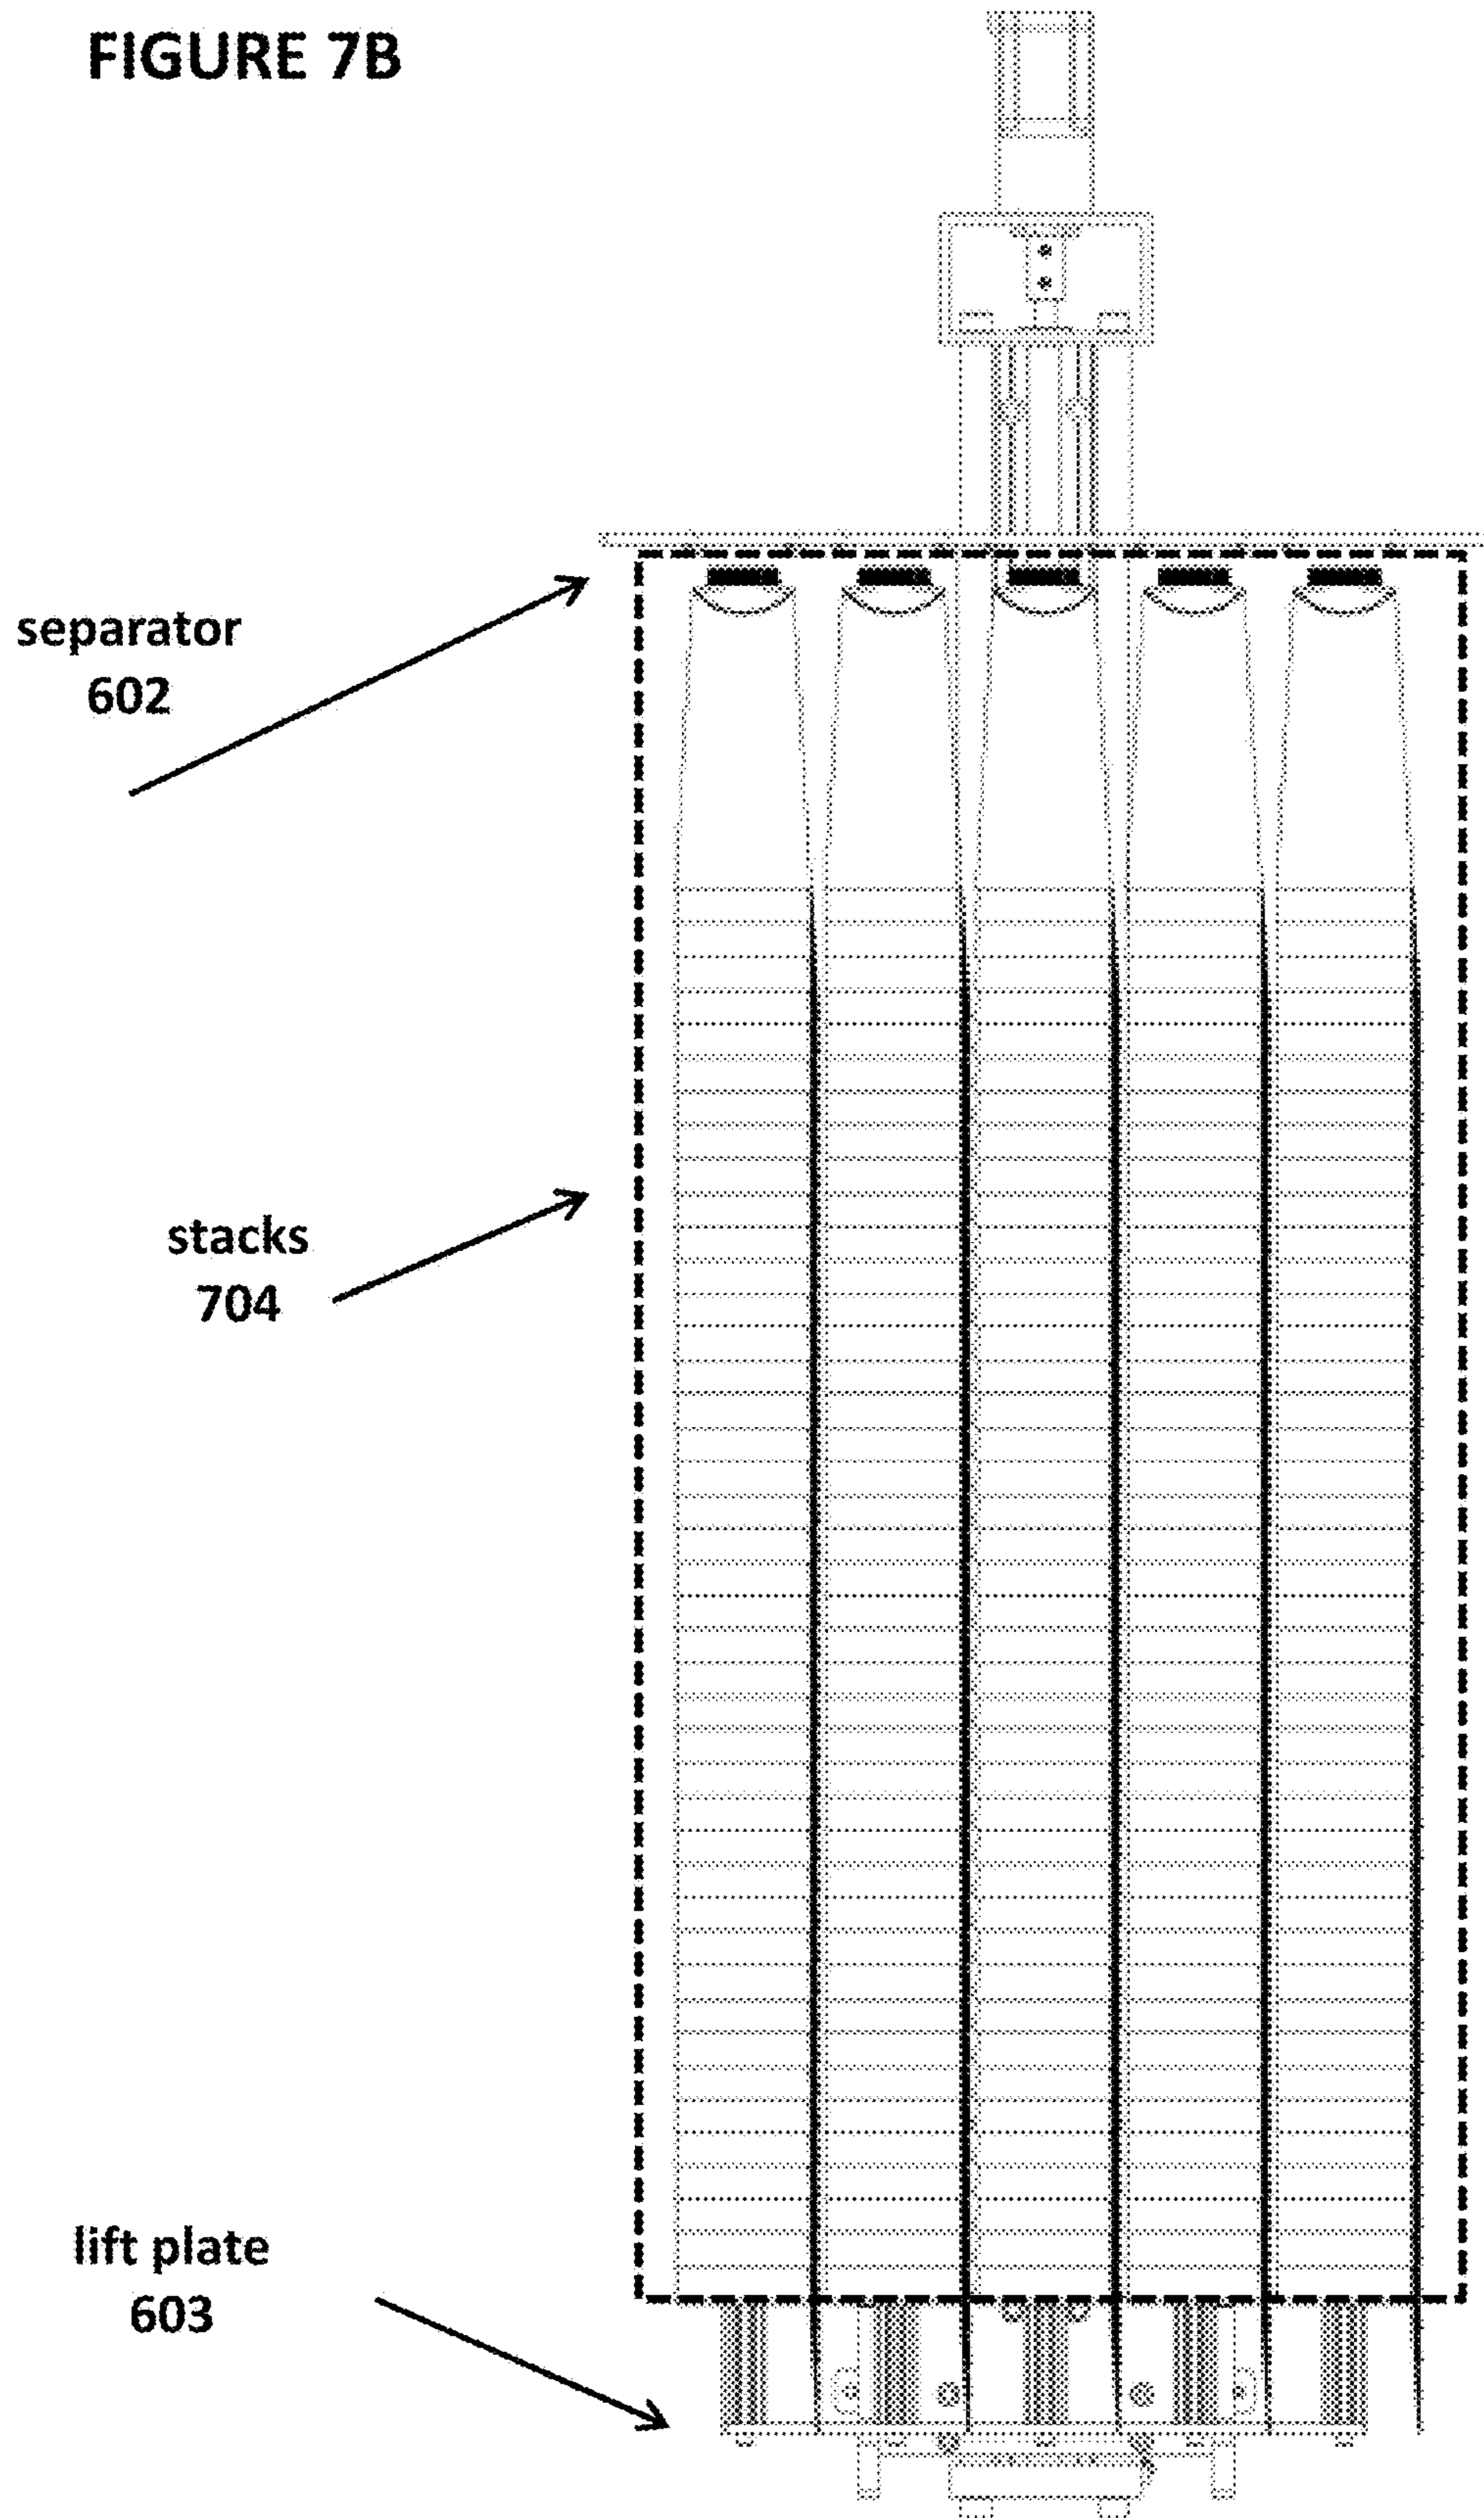 FIGURE 7B
separator
602
stacks
704
lift plate
603